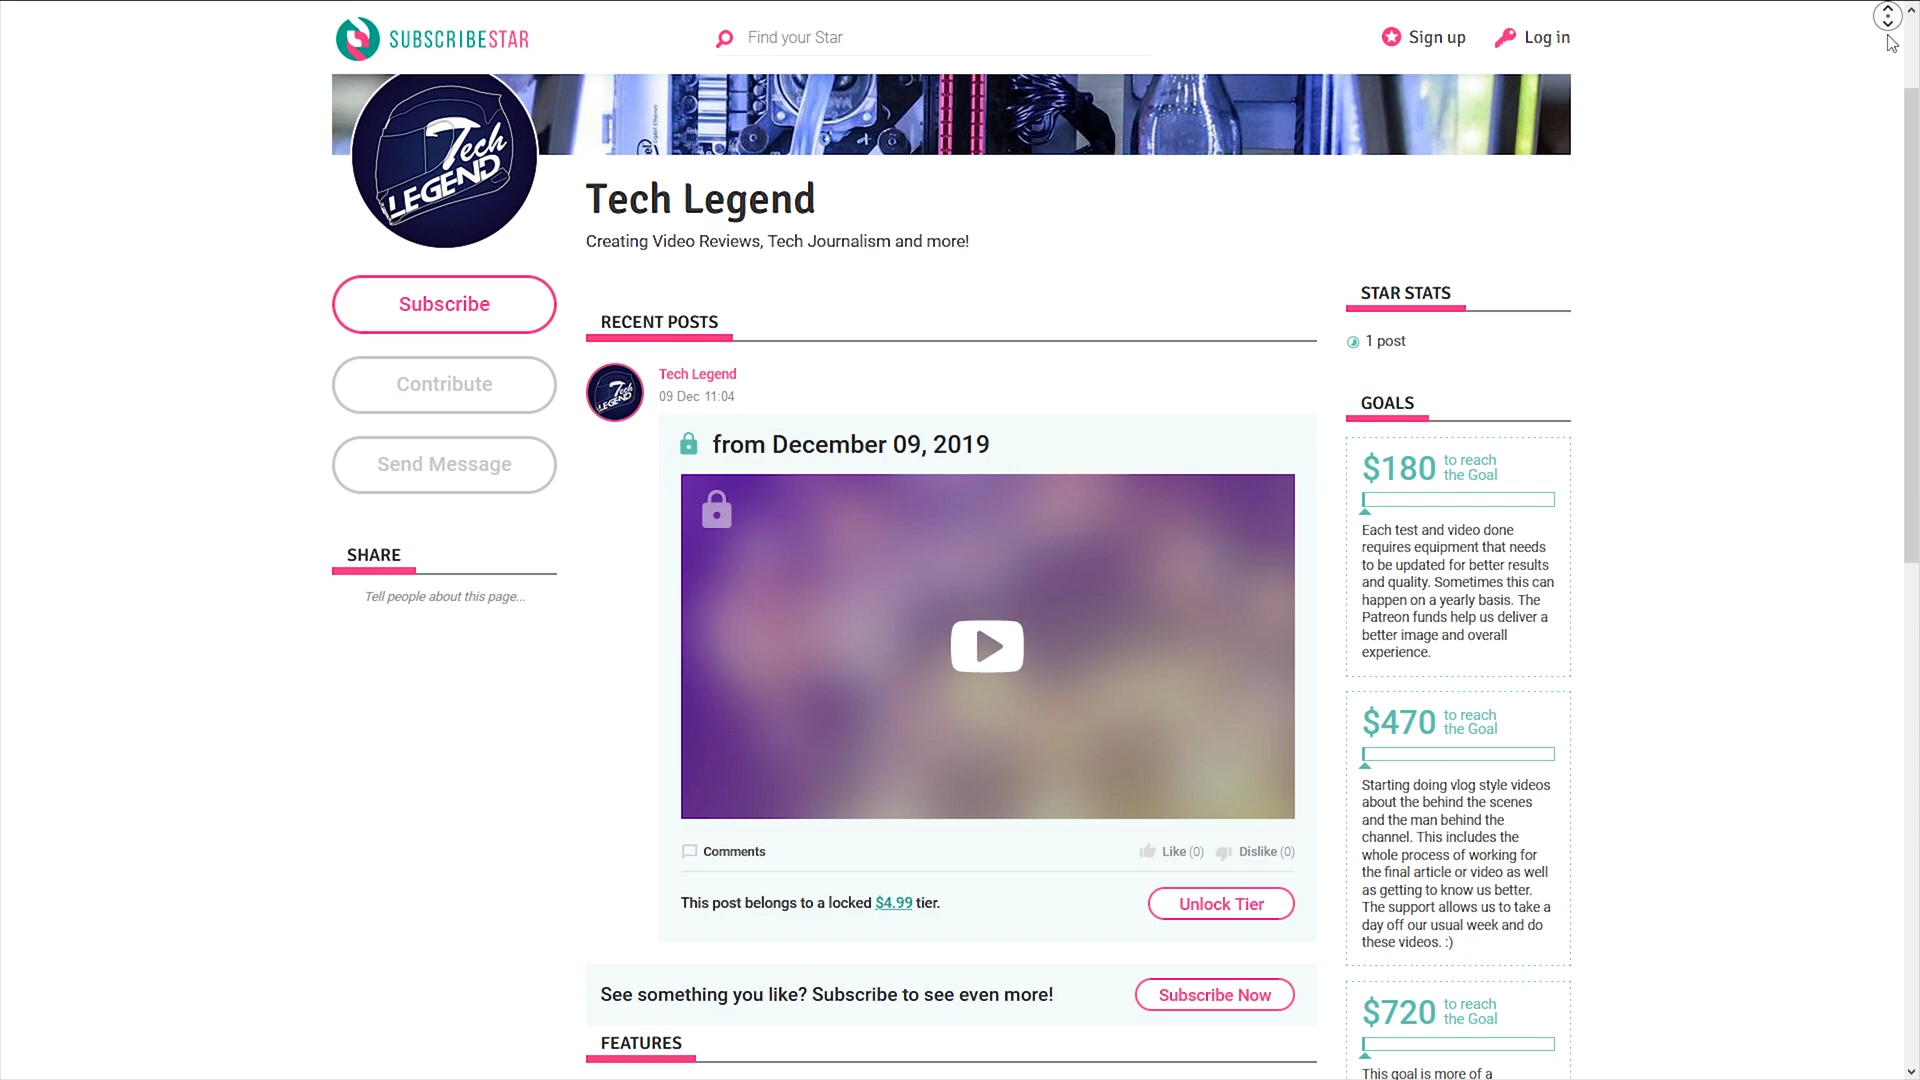 SUBSCRIBESTAR
Find your Star
Sign up
Log in
Tech
LEGEND
Tech Legend
Creating Video Reviews, Tech Journalism and more!
Subscribe
Contribute
Send Message
SHARE
Tell people about this page...
RECENT POSTS
Tech
LEGEND
Tech Legend
09 Dec 11:04
from December 09, 2019
Comments
Like (0)
Dislike (0)
This post belongs to a locked $4.99 tier.
Unlock Tier
See something you like? Subscribe to see even more!
Subscribe Now
FEATURES
STAR STATS
1 post
GOALS
$180 to reach
the Goal
Each test and video done
requires equipment that needs
to be updated for better results
and quality. Sometimes this can
happen on a yearly basis. The
Patreon funds help us deliver a
better image and overall
experience.
$470 to reach
the Goal
Starting doing vlog style videos
about the behind the scenes
and the man behind the
channel. This includes the
whole process of working for
the final article or video as well
as getting to know us better.
The support allows us to take a
day off our usual week and do
these videos. :)
$720 to reach
the Goal
This goal is more of a